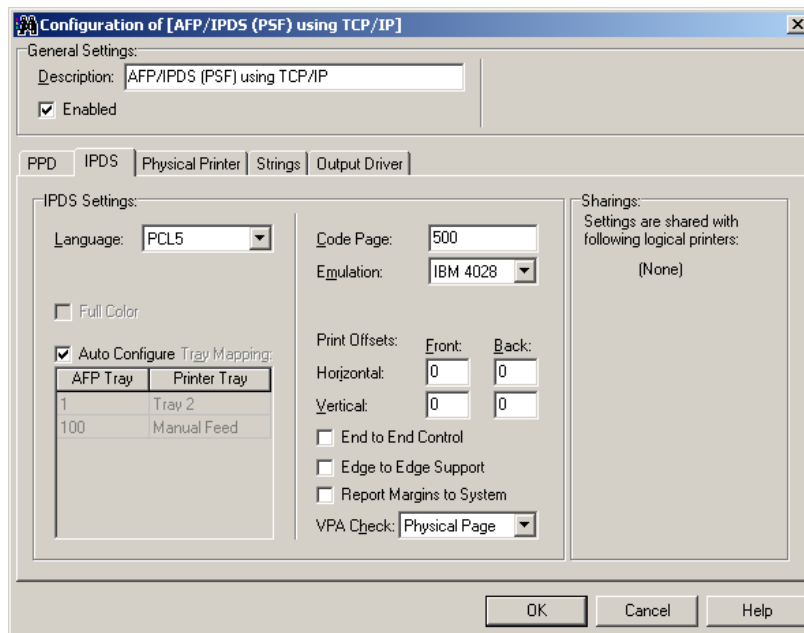 Configuration of [AFP/IPDS (PSF) using TCP/IP]
General Settings:
Description: AFP/IPDS (PSF) using TCP/IP
Enabled
PPD IPDS Physical Printer Strings Output Driver
IPDS Settings:
Language: PCL5
Full Color
Auto Configure Tray Mapping:
AFP Tray Printer Tray
1 Tray 2
100 Manual Feed
Code Page: 500
Emulation: IBM 4028
Print Offsets: Front: Back:
Horizontal: 0 0
Vertical: 0 0
End to End Control
Edge to Edge Support
Report Margins to System
VPA Check: Physical Page
Sharings:
Settings are shared with
following logical printers:
(None)
OK Cancel Help